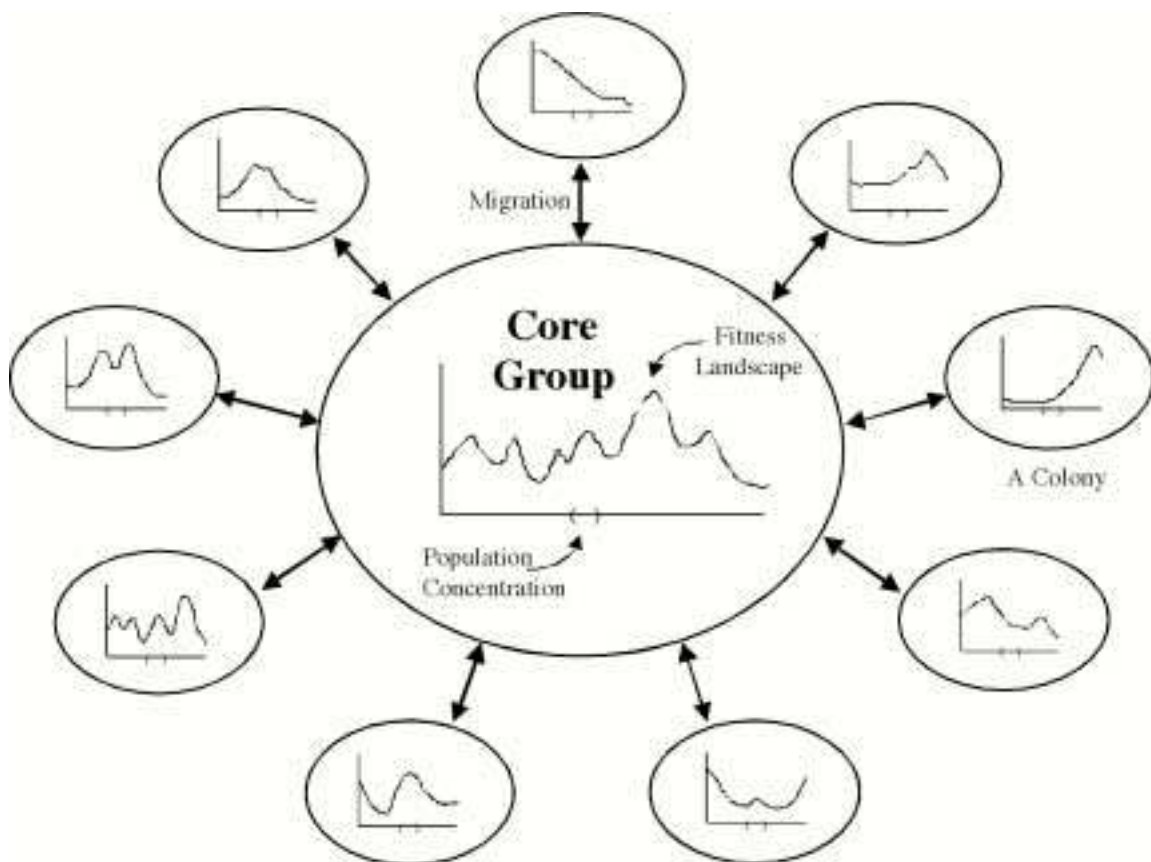 Migration
Core
Group
Fitness
Landscape
A Colony
Population
Concentration